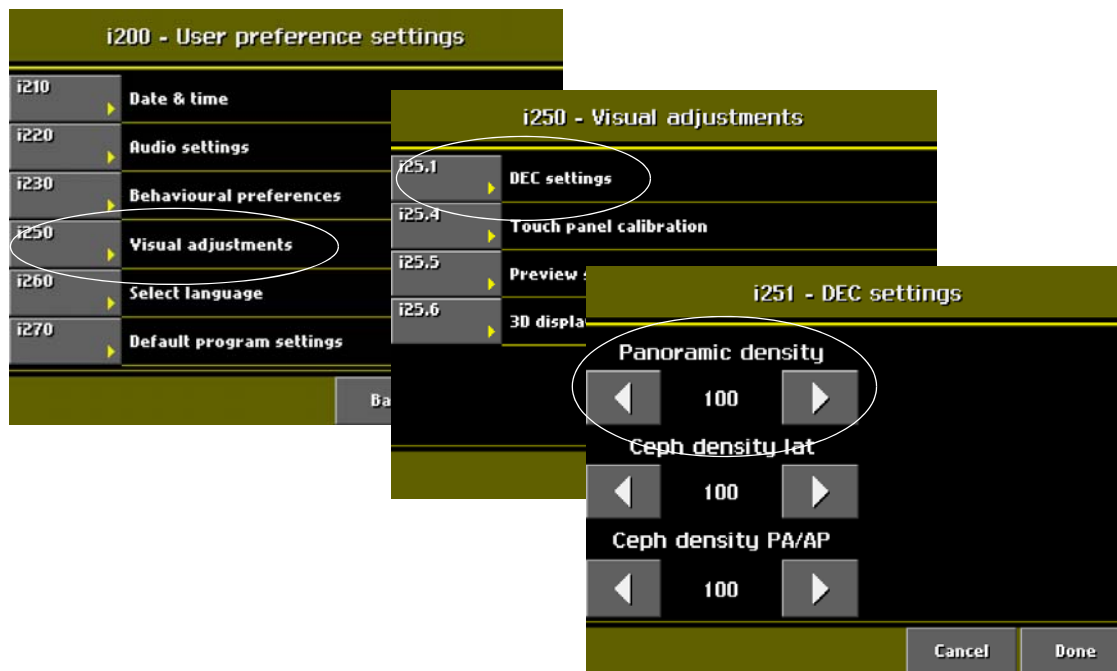 i200 - User preference settings
i210
Date & time
i220
Audio settings
i230
Behavioural preferences
i250
Visual adjustments
i260
Select language
i270
Default program settings
Ba
i250 - Visual adjustments
i25.1
DEC settings
i25.4
Touch panel calibration
i25.5
Preview
i25.6
3D displa
i251 - DEC settings
Panoramic density
100
Ceph density lat
100
Ceph density PA/AP
100
Cancel Done